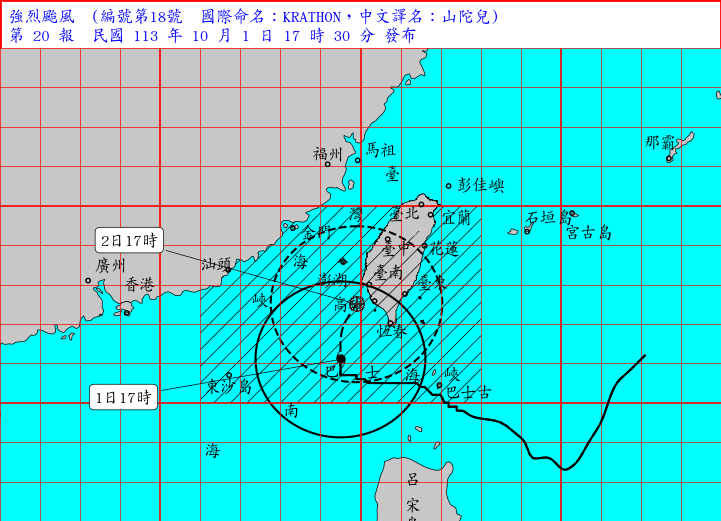 強烈颱風　(編號第18號　國際命名：KRATHON，中文譯名：山陀兒)
第 20 報　民國 113 年 10 月 1 日 17 時 30 分 發布
那霸
福州
馬祖
臺
彭佳嶼
灣
臺北
宜蘭
石垣島
宮古島
金門
2日17時
臺中
花蓮
廣州
汕頭
海
澎湖
臺南
臺東
香港
峽
高
恆春
巴
士
海
峽
東沙島
巴士古
1日17時
南
海
呂
宋
島